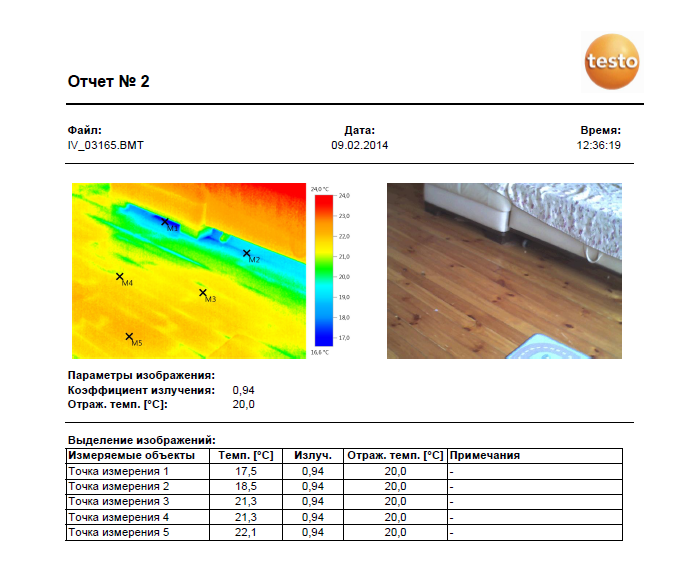 testo
Отчет № 2
Файл: Дата: Время:
IV_03165.BMT 09.02.2014 12:36:19
24,0 °C
24,0
23,0
22,0
21,0
20,0
19,0
18,0
17,0
16,6 °C
M1
M2
M4
M3
M5
Параметры изображения:
Коэффициент излучения: 0,94
Отраж. темп. [°C]: 20,0
Выделение изображений:
Измеряемые объекты Темп. [°C] Излуч. Отраж. темп. [°C] Примечания
Точка измерения 1 17,5 0,94 20,0 -
Точка измерения 2 18,5 0,94 20,0 -
Точка измерения 3 21,3 0,94 20,0 -
Точка измерения 4 21,3 0,94 20,0 -
Точка измерения 5 22,1 0,94 20,0 -